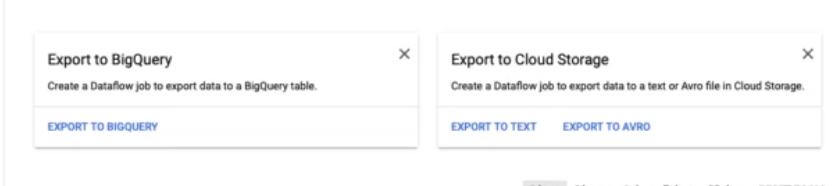 Export to BigQuery
Create a Dataflow job to export data to a BigQuery table.
EXPORT TO BIGQUERY
Export to Cloud Storage
Create a Dataflow job to export data to a text or Avro file in Cloud Storage.
EXPORT TO TEXT EXPORT TO AVRO